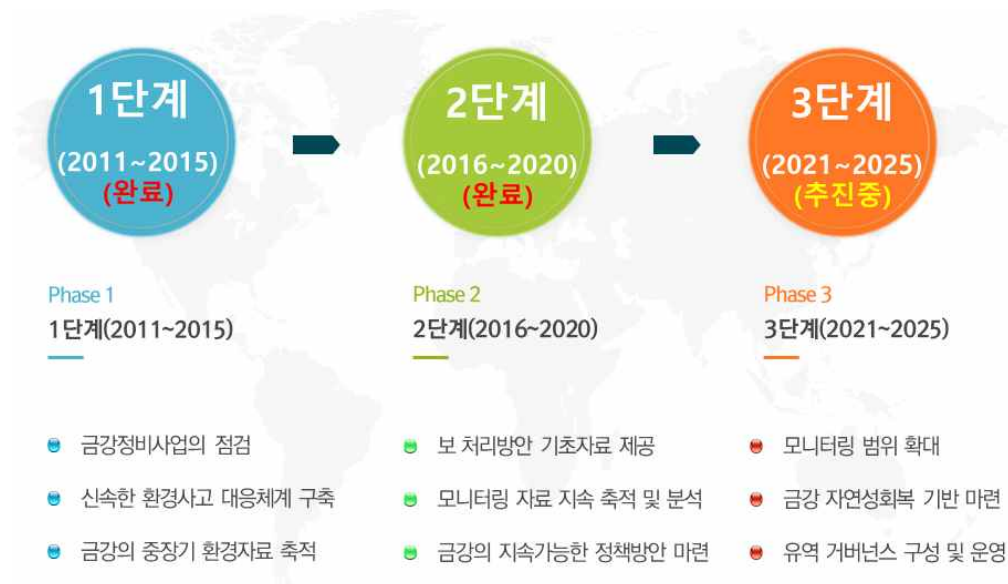 1단계
(2011~2015)
(완료)
2단계
(2016~2020)
(완료)
3단계
(2021~2025)
(추진중)
Phase 1
1단계(2011~2015)
금강정비사업의 점검
신속한 환경사고 대응체계 구축
금강의 중장기 환경자료 축적
Phase 2
2단계(2016~2020)
보 처리방안 기초자료 제공
모니터링 자료 지속 축적 및 분석
금강의 지속가능한 정책방안 마련
Phase 3
3단계(2021~2025)
모니터링 범위 확대
금강 자연성회복 기반 마련
유역 거버넌스 구성 및 운영